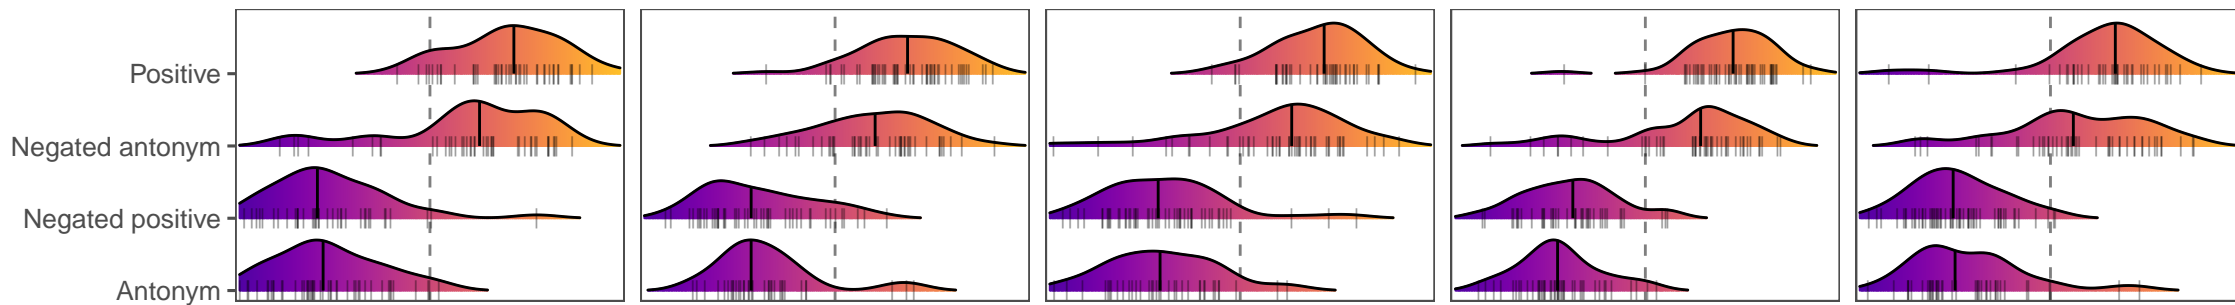 Positive
Negated antonym
Negated positive
Antonym